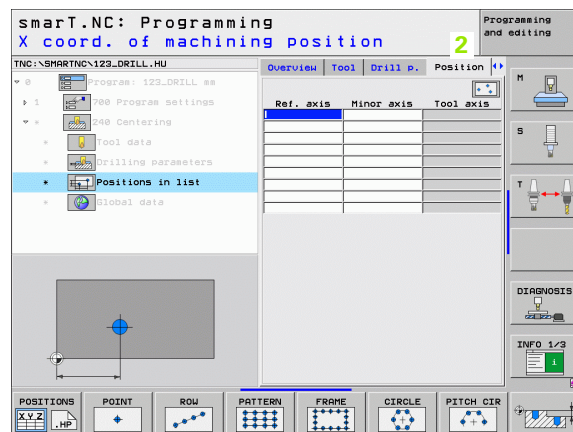 smarT.NC: Programming
Programming and editing
X coord. of machining position
2
TNC:\SMARTNC\123_DRILL.HU
Overview Tool Drill p. Position
0 Program: 123_DRILL mm
1 700 Program settings
* 240 Centering
* Tool data
* Drilling parameters
* Positions in list
* Global data
Ref. axis Minor axis Tool axis
M
S
T
DIAGNOSIS
INFO 1/3
i
POSITIONS POINT ROW PATTERN FRAME CIRCLE PITCH CIR
X Y Z .HP